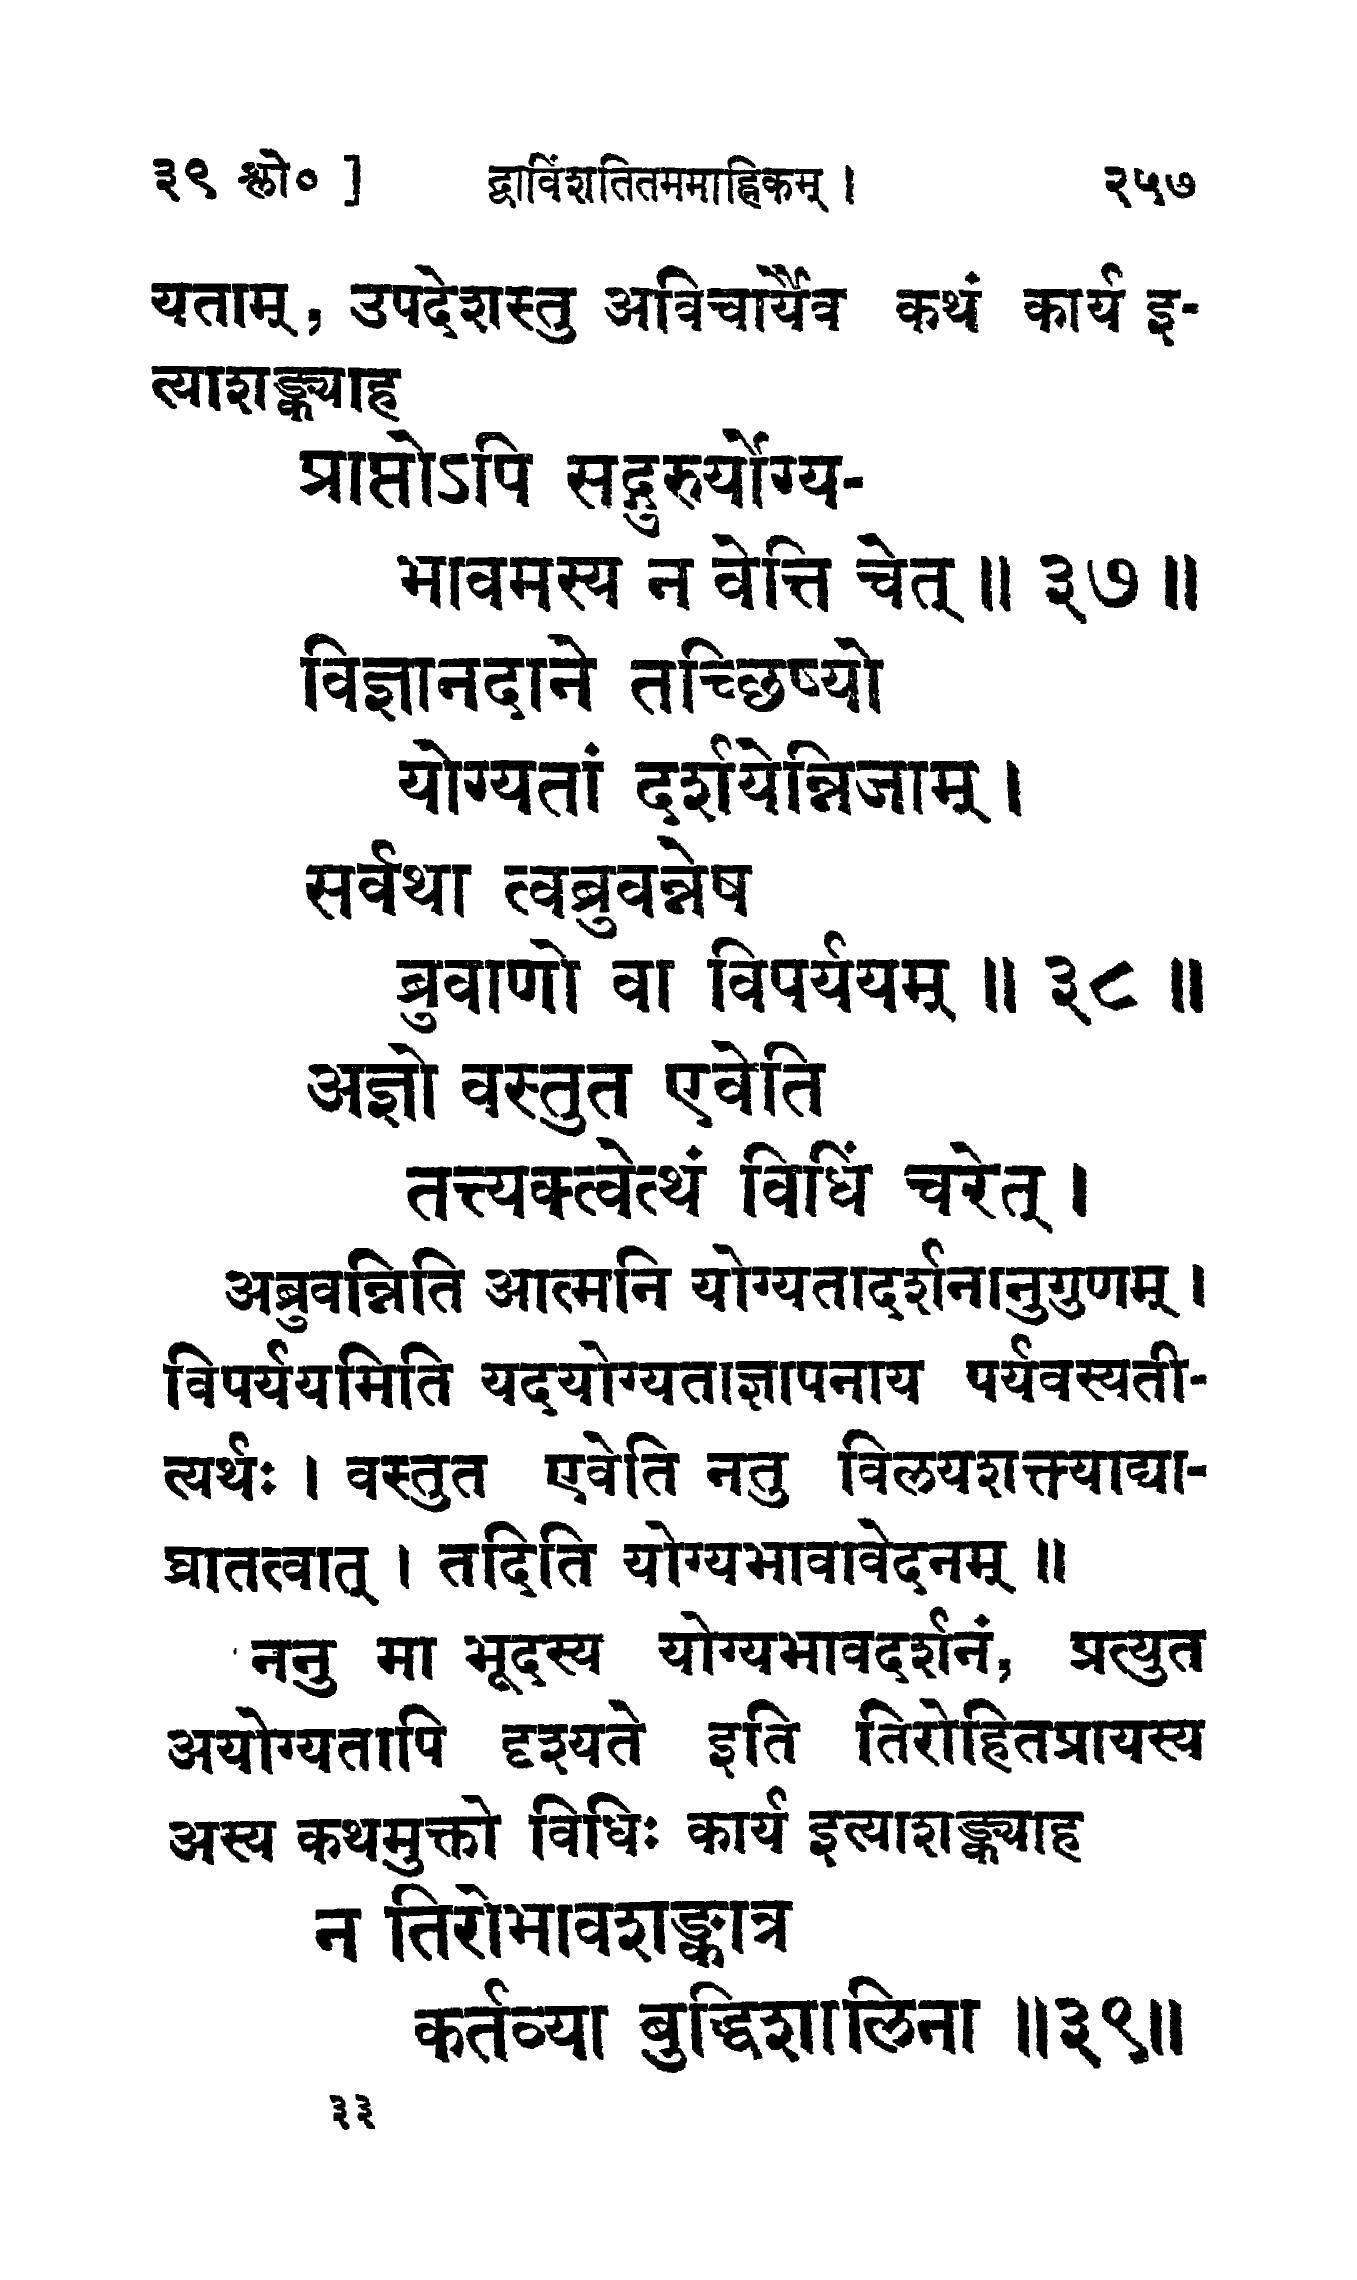 ३९ श्लो० ] द्वाविंशतितममाह्निकम् । २५७
यताम्, उपदेशस्तु अविचार्यैव कथं कार्य इ-
त्याशङ्क्याह
प्राप्तोऽपि सद्गुरुर्योग्य-
भावमस्य न वेत्ति चेत् ॥ ३७ ॥
विज्ञानदाने तच्छिष्यो
योग्यतां दर्शयेन्निजाम् ।
सर्वथा त्वब्रुवन्नेष
ब्रुवाणो वा विपर्ययम् ॥ ३८ ॥
अज्ञो वस्तुत एवेति
तत्त्यक्त्वेत्थं विधिं चरेत् ।
अब्रुवन्निति आत्मनि योग्यतादर्शनानुगुणम् ।
विपर्ययमिति यदयोग्यताज्ञापनाय पर्यवस्यती-
त्यर्थः । वस्तुत एवेति नतु विलयशक्त्याद्या-
घ्रातत्वात् । तदिति योग्यभावावेदनम् ॥
ननु मा भूदस्य योग्यभावदर्शनं, प्रत्युत
अयोग्यतापि दृश्यते इति तिरोहितप्रायस्य
अस्य कथमुक्तो विधिः कार्य इत्याशङ्क्याह
न तिरोभावशङ्कात्र
कर्तव्या बुद्धिशालिना ॥३९॥
३३